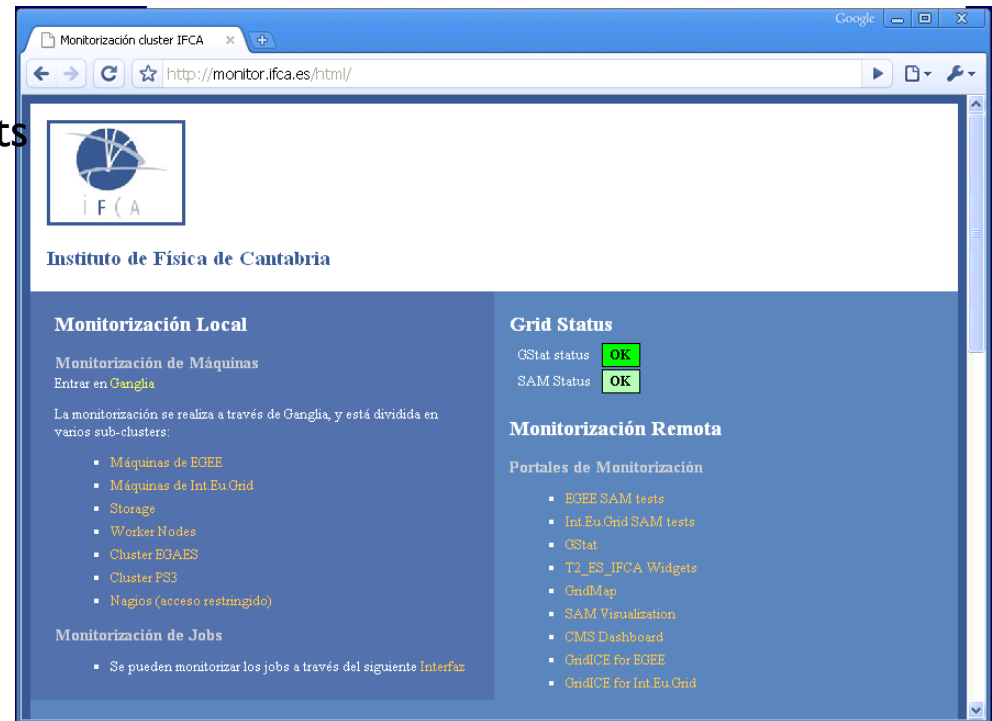 Google
Monitorización cluster IFCA
http://monitor.ifca.es/html/
ts
iF(A
Instituto de Física de Cantabria
Monitorización Local
Monitorización de Máquinas
Entrar en Ganglia
La monitorización se realiza a través de Ganglia, y está dividida en
varios sub-clusters:
Máquinas de EGEE
Máquinas de Int.Eu.Grid
Storage
Worker Nodes
Cluster EGAES
Cluster PS3
Nagios (acceso restringido)
Monitorización de Jobs
Se pueden monitorizar los jobs a través del siguiente Interfaz
Grid Status
GStat status OK
SAM Status OK
Monitorización Remota
Portales de Monitorización
EGEE SAM tests
Int.Eu.Grid SAM tests
GStat
T2_ES_IFCA Widgets
GridMap
SAM Visualization
CMS Dashboard
GridICE for EGEE
GridICE for Int.Eu.Grid